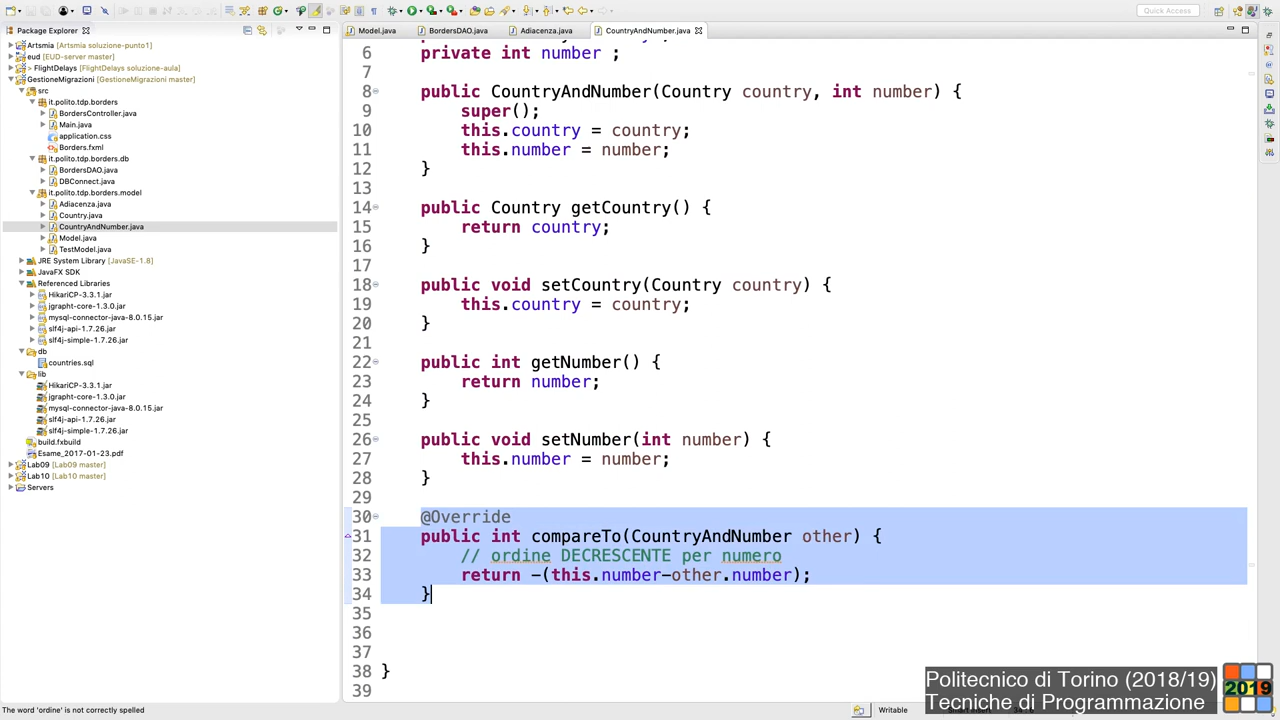 Quick Access
Package Explorer
Model.java
BordersDAO.java
Adiacenza.java
CountryAndNumber.java
Artsmia [Artsmia soluzione-punto1]
eud [EUD-server master]
> FlightDelays [FlightDelays soluzione-aula]
GestioneMigrazioni [GestioneMigrazioni master]
src
it.polito.tdp.borders
BordersController.java
Main.java
application.css
Borders.fxml
it.polito.tdp.borders.db
BordersDAO.java
DBConnect.java
it.polito.tdp.borders.model
Adiacenza.java
Country.java
CountryAndNumber.java
Model.java
TestModel.java
JRE System Library [JavaSE-1.8]
JavaFX SDK
Referenced Libraries
HikariCP-3.3.1.jar
jgrapht-core-1.3.0.jar
mysql-connector-java-8.0.15.jar
slf4j-api-1.7.26.jar
slf4j-simple-1.7.26.jar
db
countries.sql
lib
HikariCP-3.3.1.jar
jgrapht-core-1.3.0.jar
mysql-connector-java-8.0.15.jar
slf4j-api-1.7.26.jar
slf4j-simple-1.7.26.jar
build.fxbuild
Esame_2017-01-23.pdf
Lab09 [Lab09 master]
Lab10 [Lab10 master]
Servers
6 private int number ;
7
8 public CountryAndNumber(Country country, int number) {
9 super();
10 this.country = country;
11 this.number = number;
12 }
13
14 public Country getCountry() {
15 return country;
16 }
17
18 public void setCountry(Country country) {
19 this.country = country;
20 }
21
22 public int getNumber() {
23 return number;
24 }
25
26 public void setNumber(int number) {
27 this.number = number;
28 }
29
30 @Override
31 public int compareTo(CountryAndNumber other) {
32 // ordine DECRESCENTE per numero
33 return -(this.number-other.number);
34 }
35
36
37
38 }
39
Politecnico di Torino (2018/19)
Tecniche di Programmazione
2019
The word 'ordine' is not correctly spelled
Writable